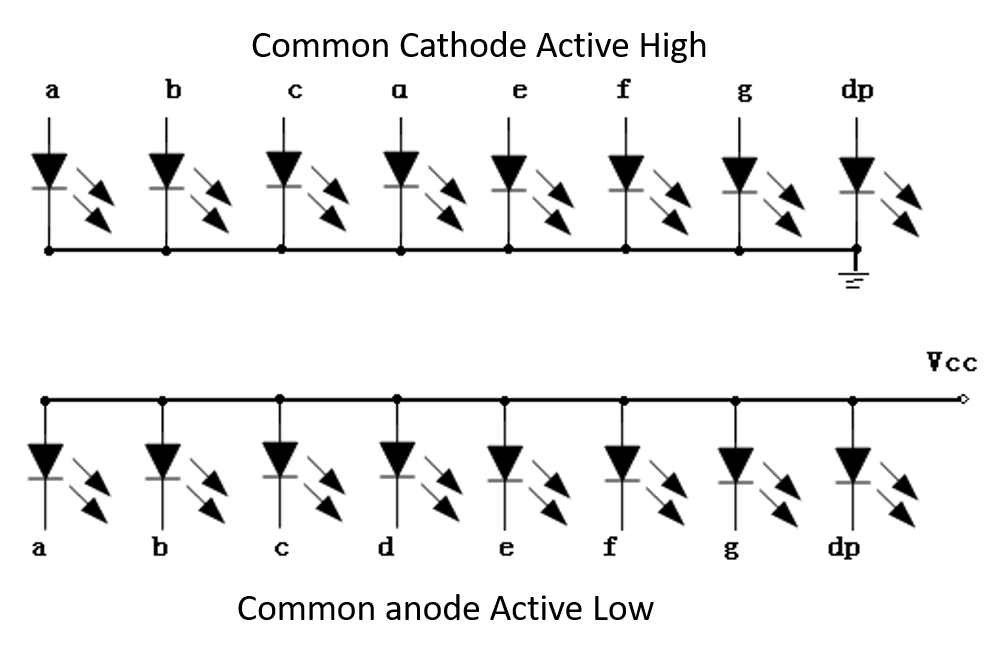 Common Cathode Active High
a b c d e f g dp
Vcc
a b c d e f g dp
Common anode Active Low